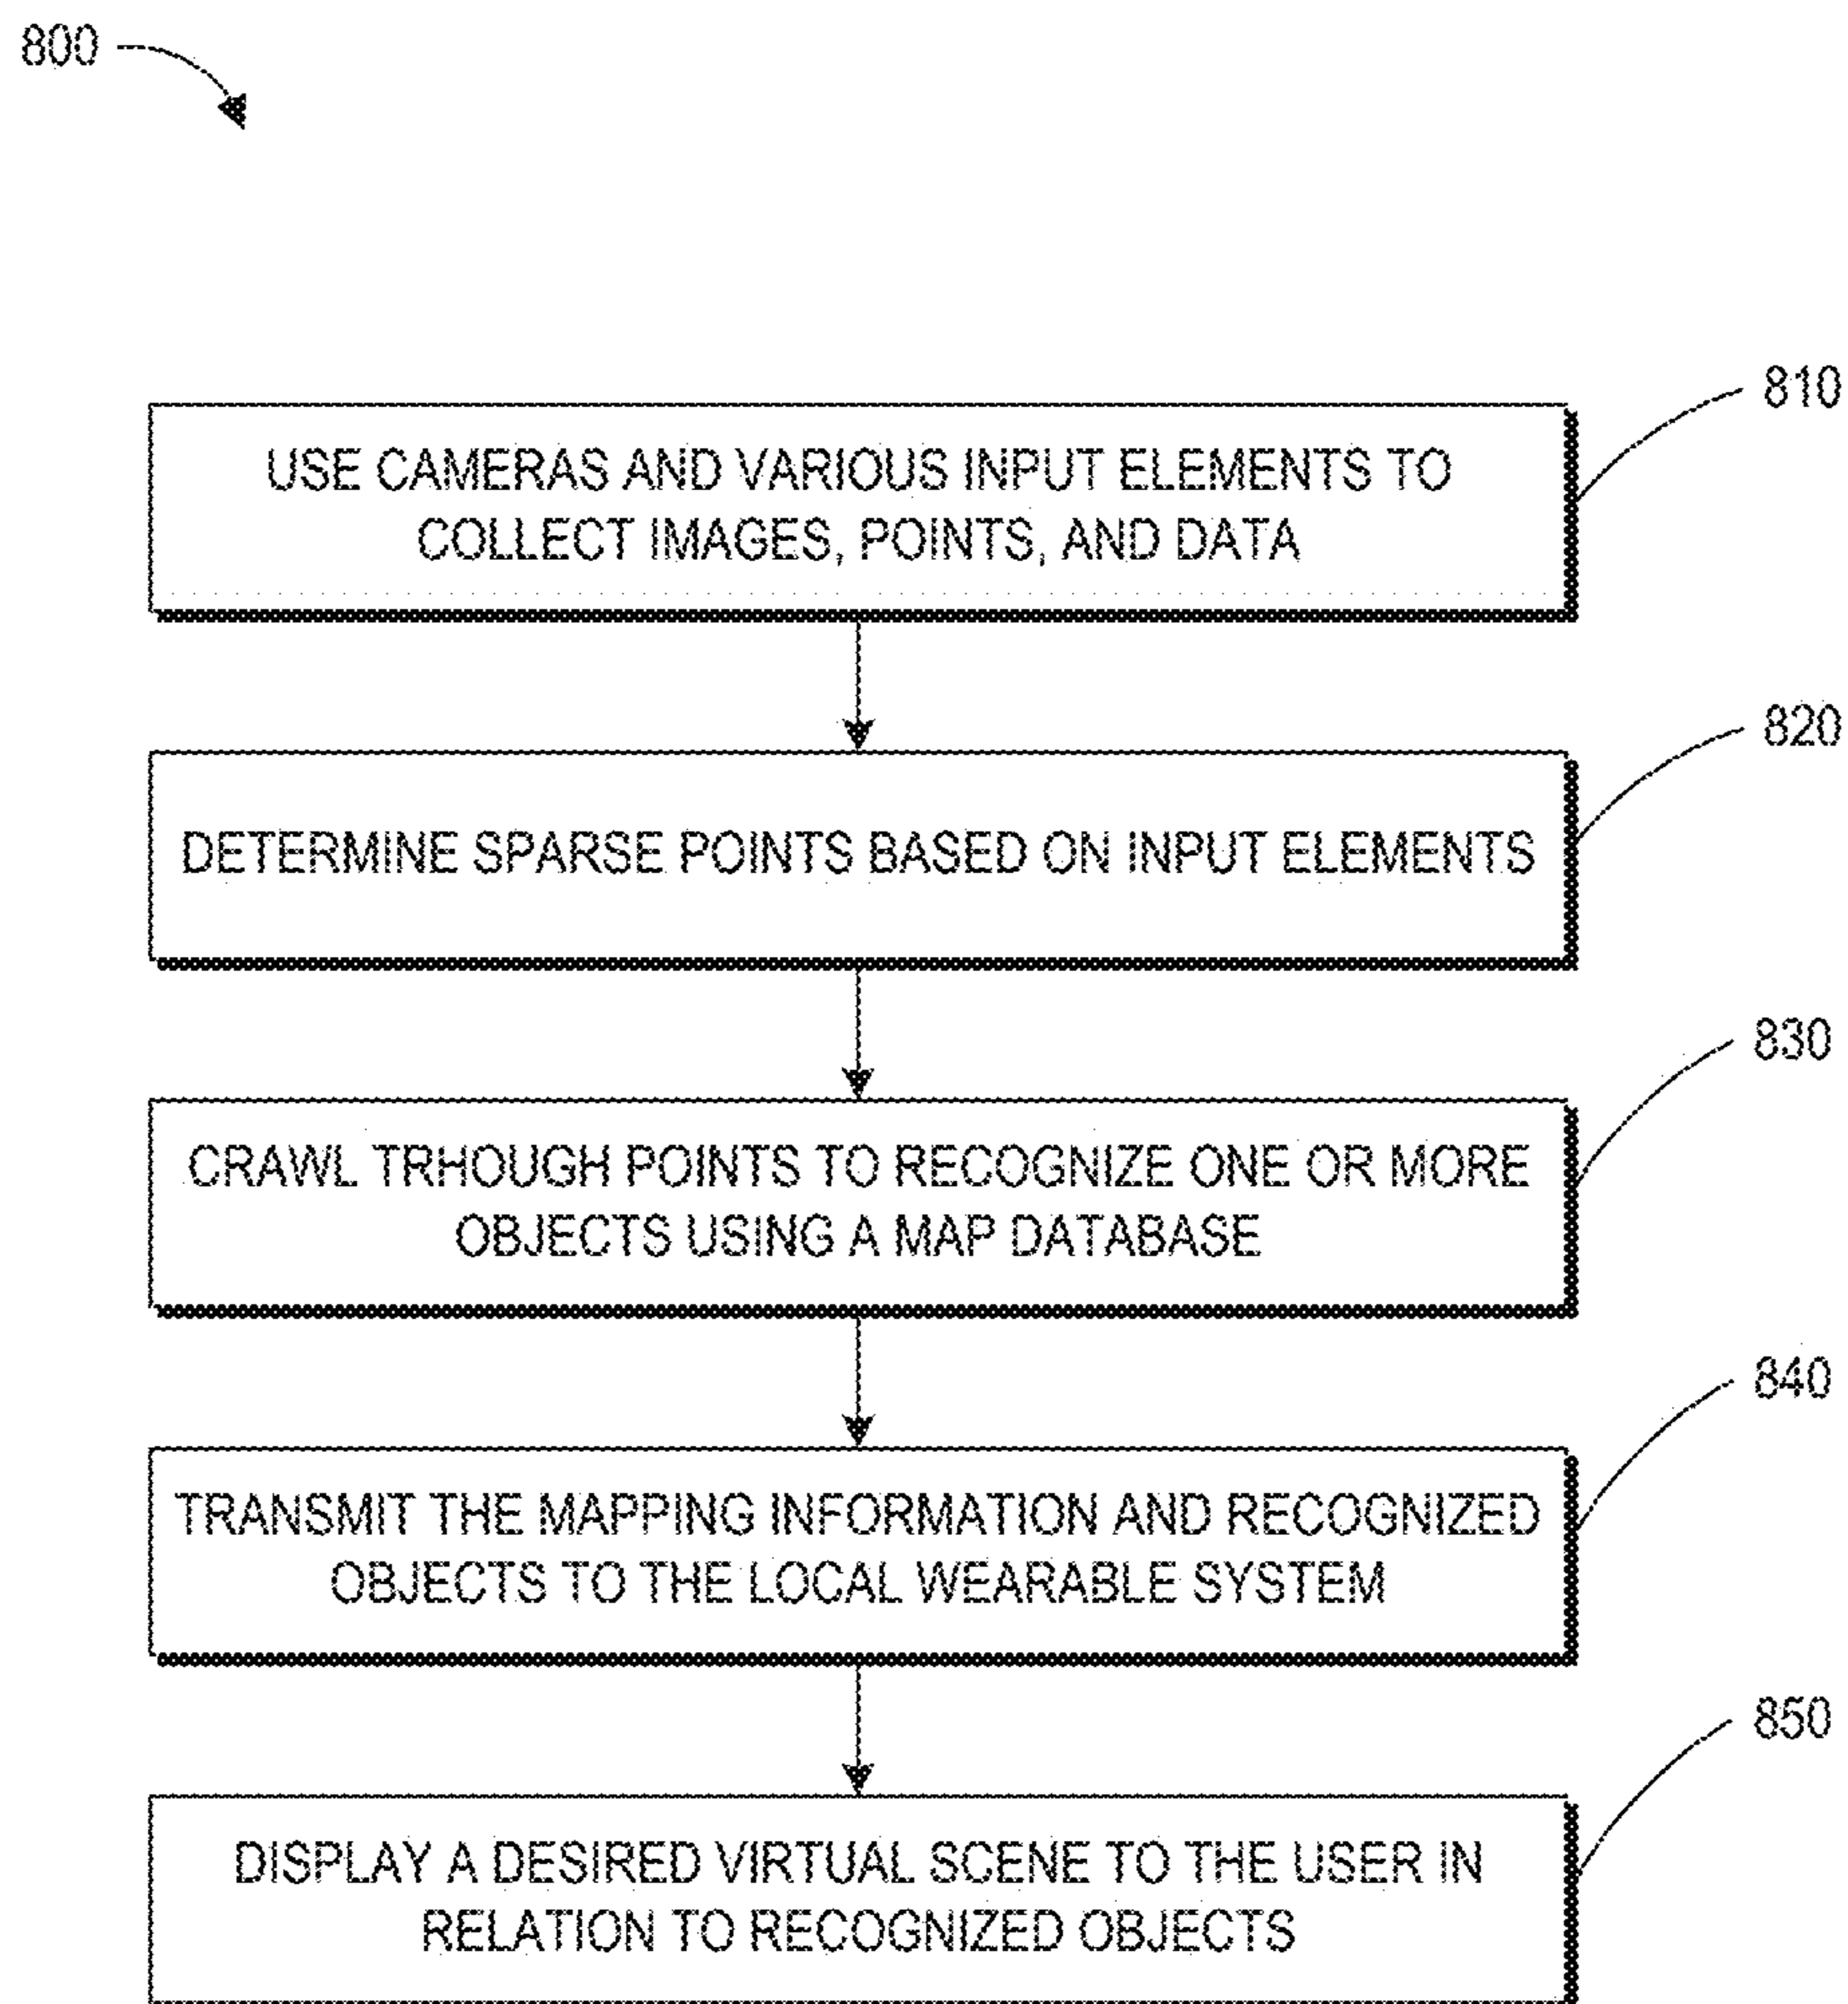 800
810
USE CAMERAS AND VARIOUS INPUT ELEMENTS TO
COLLECT IMAGES, POINTS, AND DATA
820
DETERMINE SPARSE POINTS BASED ON INPUT ELEMENTS
830
CRAWL TRHOUGH POINTS TO RECOGNIZE ONE OR MORE
OBJECTS USING A MAP DATABASE
840
TRANSMIT THE MAPPING INFORMATION AND RECOGNIZED
OBJECTS TO THE LOCAL WEARABLE SYSTEM
850
DISPLAY A DESIRED VIRTUAL SCENE TO THE USER IN
RELATION TO RECOGNIZED OBJECTS